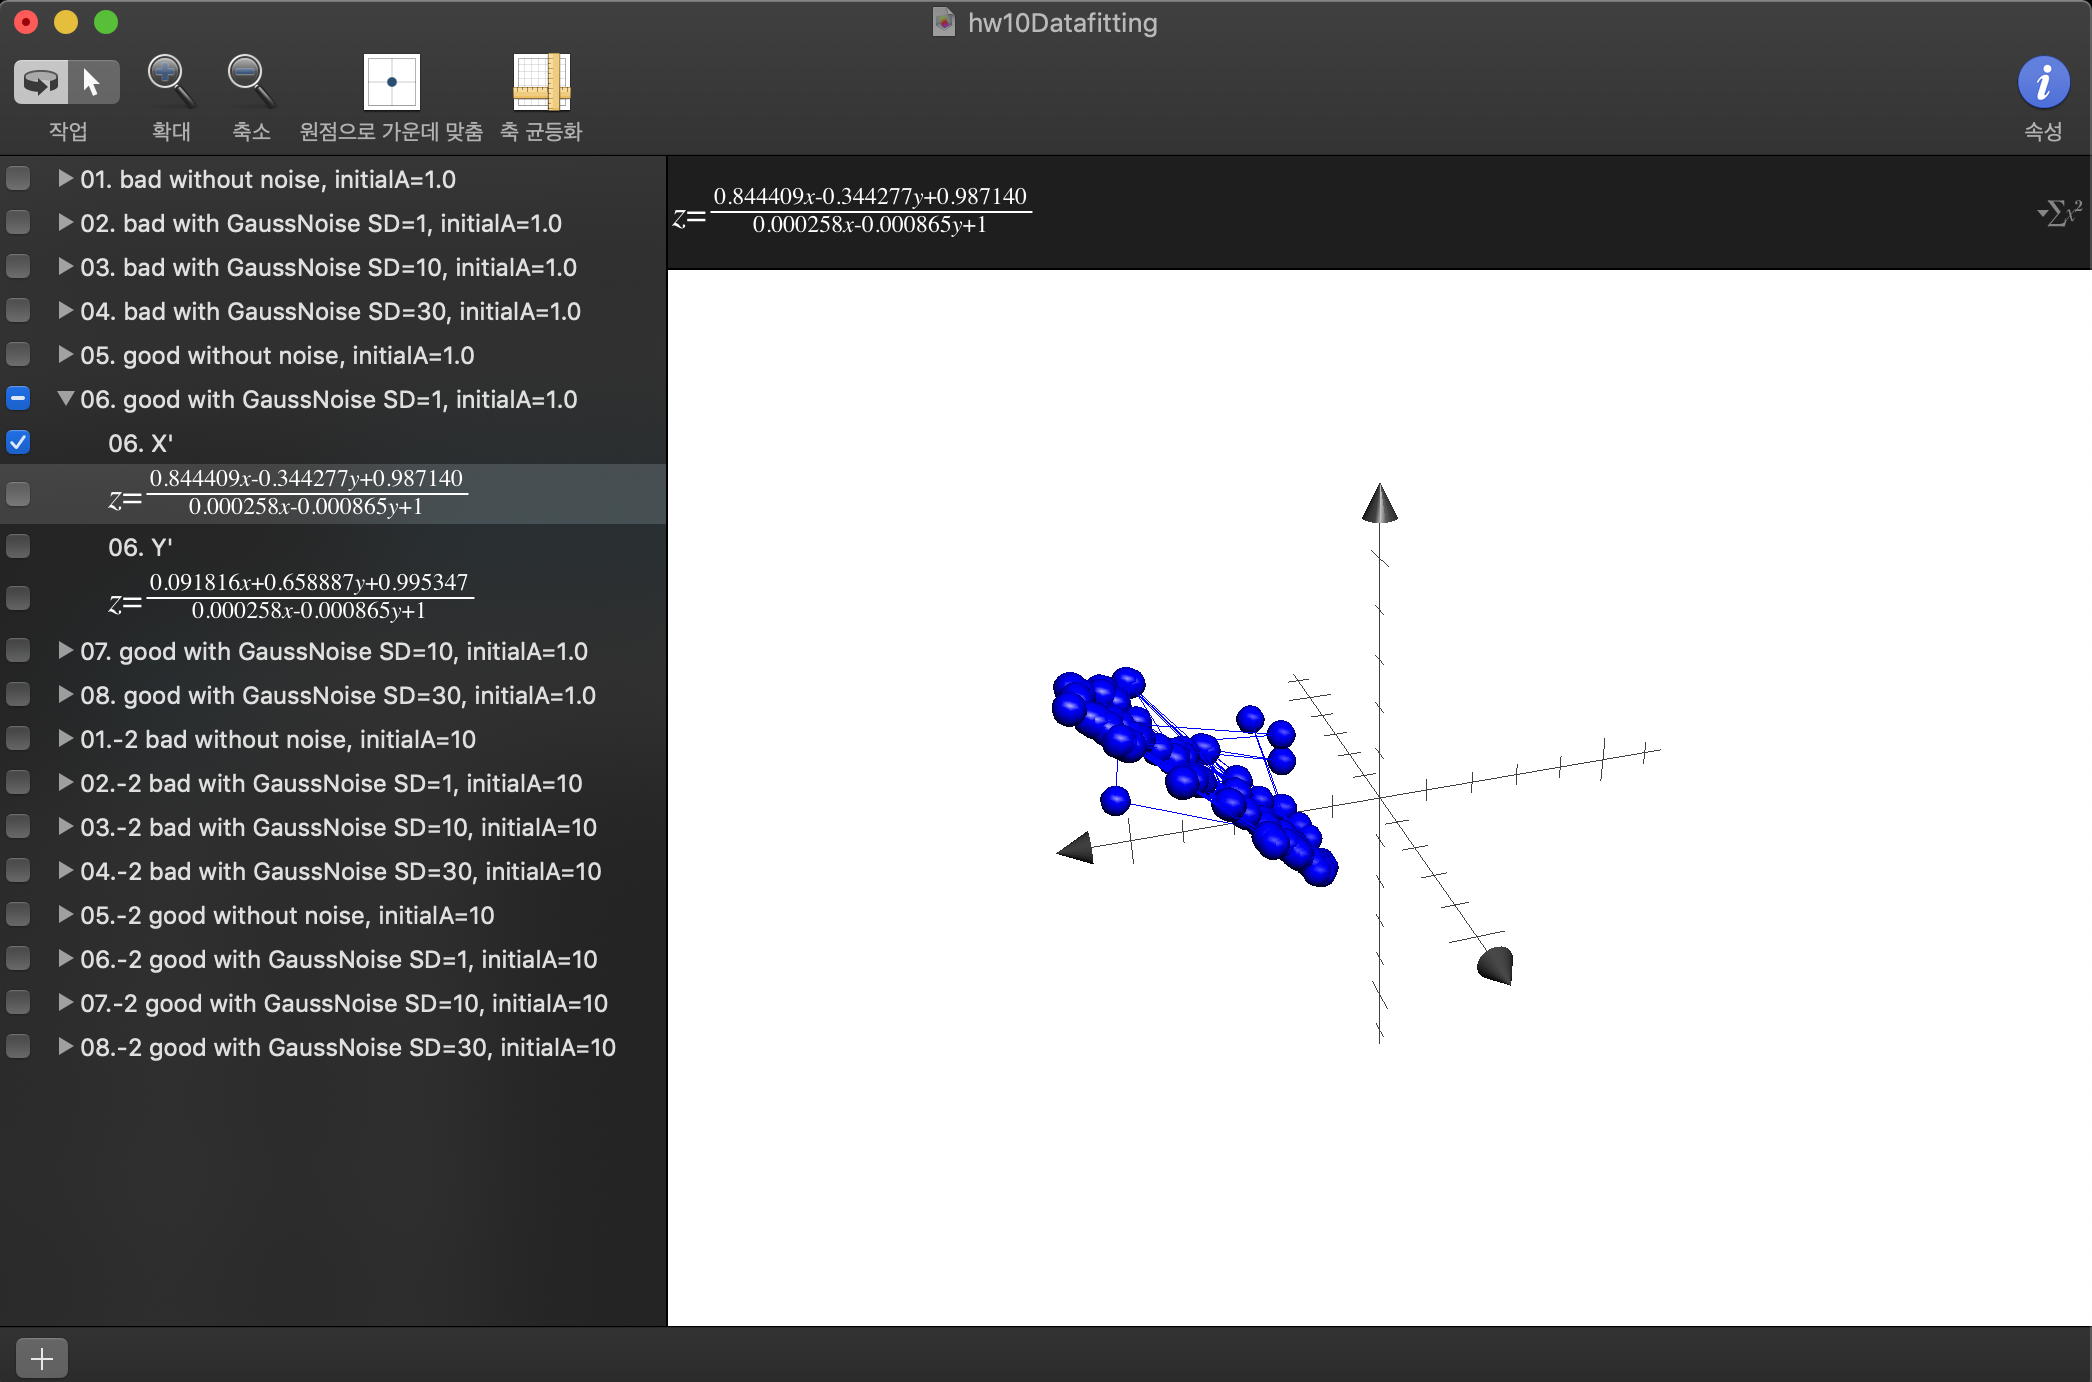 hw10Datafitting
작업
확대
축소
원점으로 가운데 맞춤
축 균등화
속성
01. bad without noise, initialA=1.0
02. bad with GaussNoise SD=1, initialA=1.0
03. bad with GaussNoise SD=10, initialA=1.0
04. bad with GaussNoise SD=30, initialA=1.0
05. good without noise, initialA=1.0
06. good with GaussNoise SD=1, initialA=1.0
06. X'
z=
0.844409x-0.344277y+0.987140
0.000258x-0.000865y+1
06. Y'
z=
0.091816x+0.658887y+0.995347
0.000258x-0.000865y+1
07. good with GaussNoise SD=10, initialA=1.0
08. good with GaussNoise SD=30, initialA=1.0
01.-2 bad without noise, initialA=10
02.-2 bad with GaussNoise SD=1, initialA=10
03.-2 bad with GaussNoise SD=10, initialA=10
04.-2 bad with GaussNoise SD=30, initialA=10
05.-2 good without noise, initialA=10
06.-2 good with GaussNoise SD=1, initialA=10
07.-2 good with GaussNoise SD=10, initialA=10
08.-2 good with GaussNoise SD=30, initialA=10
z=
0.844409x-0.344277y+0.987140
0.000258x-0.000865y+1
∑x²